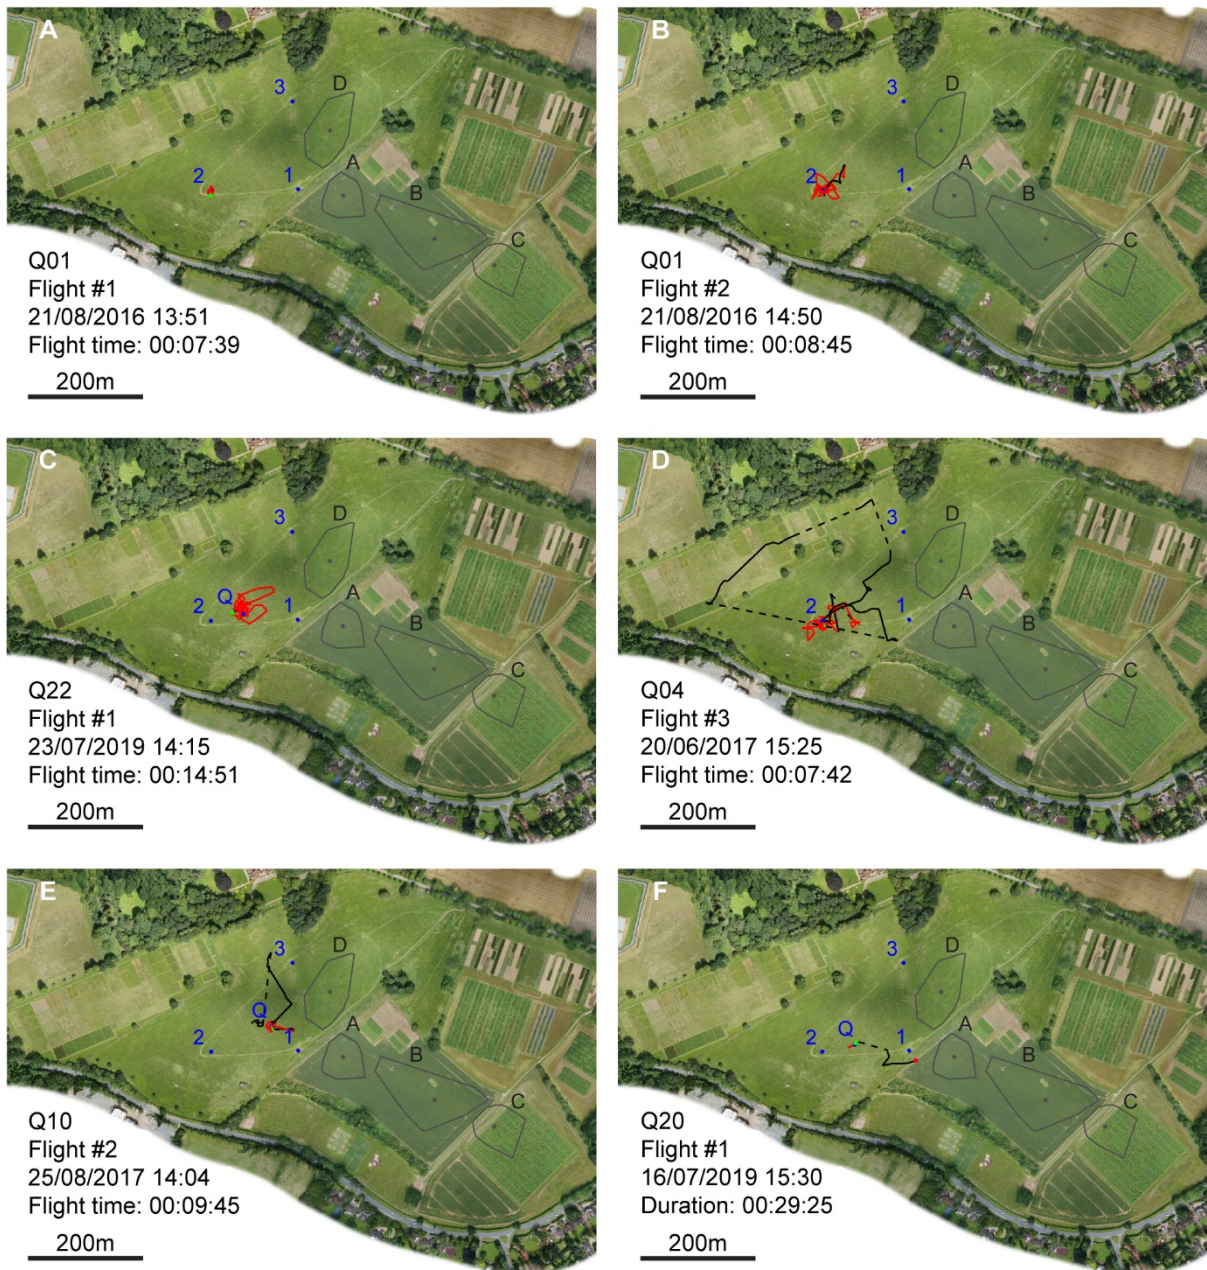 A
3
D
2
1
A
B
C
Q01
Flight #1
21/08/2016 13:51
Flight time: 00:07:39
200m
B
3
D
2
1
A
B
C
Q01
Flight #2
21/08/2016 14:50
Flight time: 00:08:45
200m
C
3
D
Q
2
1
A
B
C
Q22
Flight #1
23/07/2019 14:15
Flight time: 00:14:51
200m
D
3
D
2
1
A
B
C
Q04
Flight #3
20/06/2017 15:25
Flight time: 00:07:42
200m
E
3
D
Q
2
1
A
B
C
Q10
Flight #2
25/08/2017 14:04
Flight time: 00:09:45
200m
F
3
D
Q
2
1
A
B
C
Q20
Flight #1
16/07/2019 15:30
Duration: 00:29:25
200m